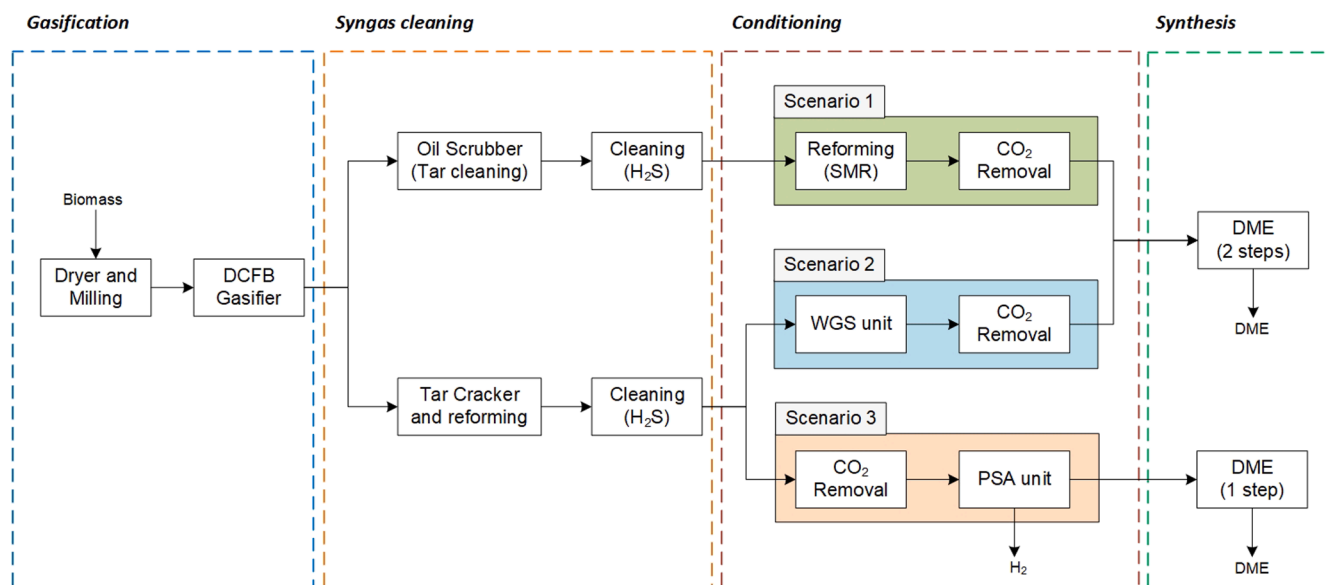 Gasification
Syngas cleaning
Conditioning
Synthesis
Biomass
Dryer and
Milling
DCFB
Gasifier
Oil Scrubber
(Tar cleaning)
Cleaning
(H₂S)
Tar Cracker
and reforming
Cleaning
(H₂S)
Scenario 1
Reforming
(SMR)
CO₂
Removal
Scenario 2
WGS unit
CO₂
Removal
Scenario 3
CO₂
Removal
PSA unit
H₂
DME
(2 steps)
DME
DME
(1 step)
DME